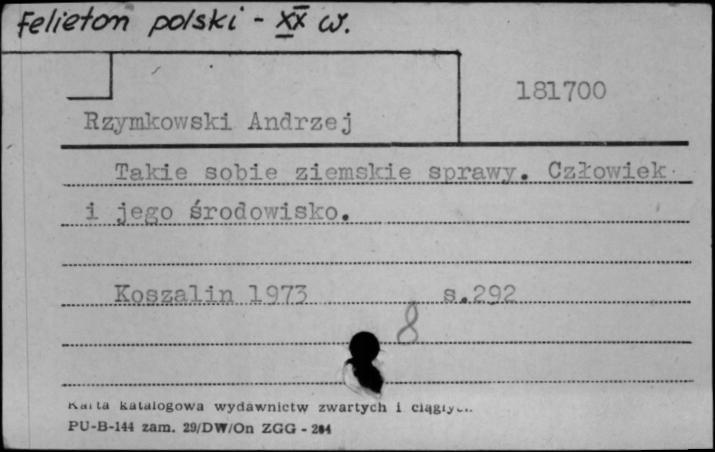 Felieton polski - XX w.
181700
Rzymkowski Andrzej
Takie sobie ziemskie sprawy. Człowiek
i jego środowisko.
Koszalin 1973 s.292
8
Karta katalogowa wydawnictw zwartych i ciągłych
PU-B-144 zam. 29/DW/On ZGG - 284